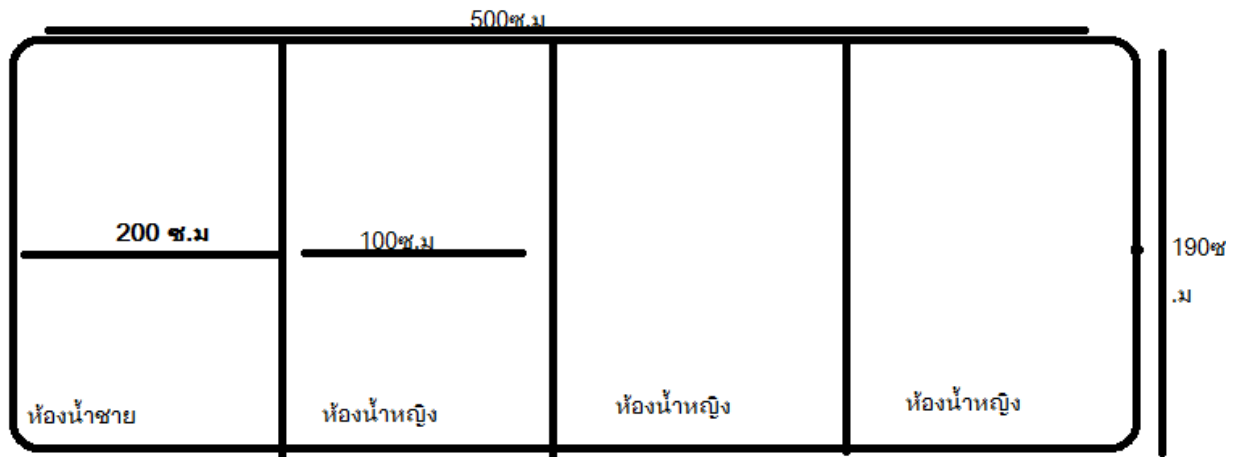 500ซ.ม
200 ซ.ม
100ซ.ม
190ซ
.ม
ห้องน้ำชาย
ห้องน้ำหญิง
ห้องน้ำหญิง
ห้องน้ำหญิง